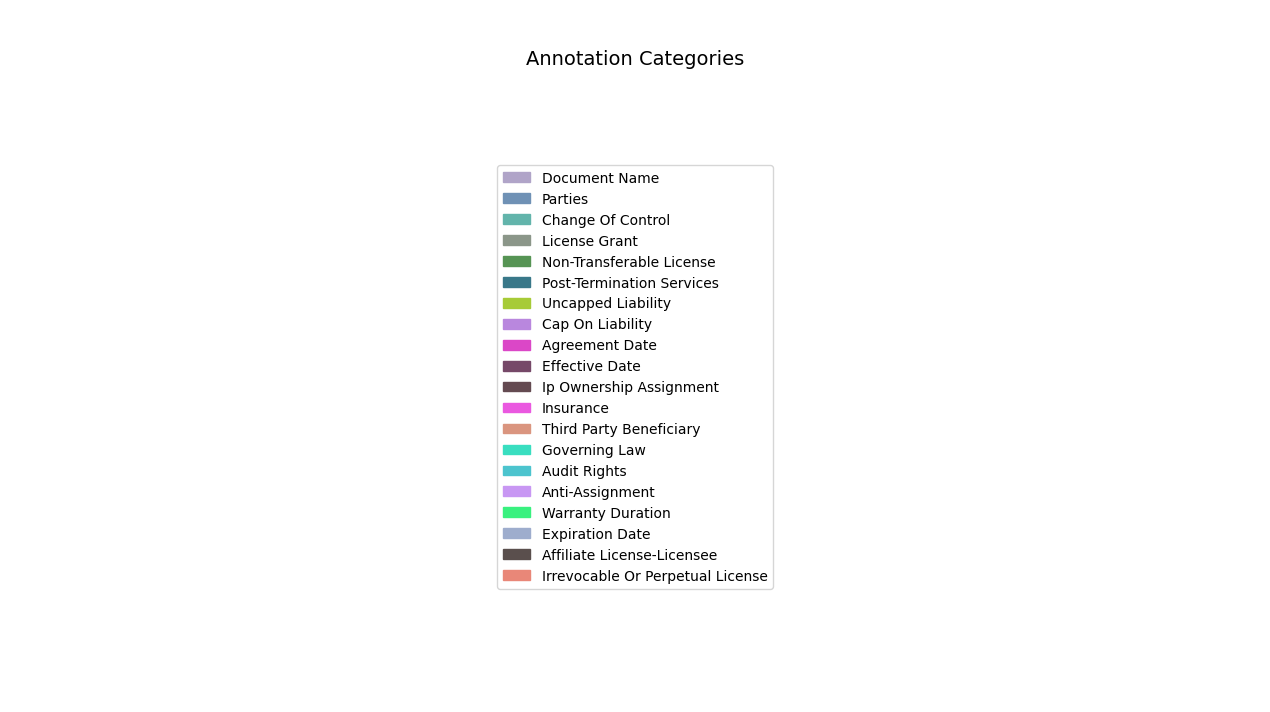 Annotation Categories
Document Name
Parties
Change Of Control
License Grant
Non-Transferable License
Post-Termination Services
Uncapped Liability
Cap On Liability
Agreement Date
Effective Date
Ip Ownership Assignment
Insurance
Third Party Beneficiary
Governing Law
Audit Rights
Anti-Assignment
Warranty Duration
Expiration Date
Affiliate License-Licensee
Irrevocable Or Perpetual License